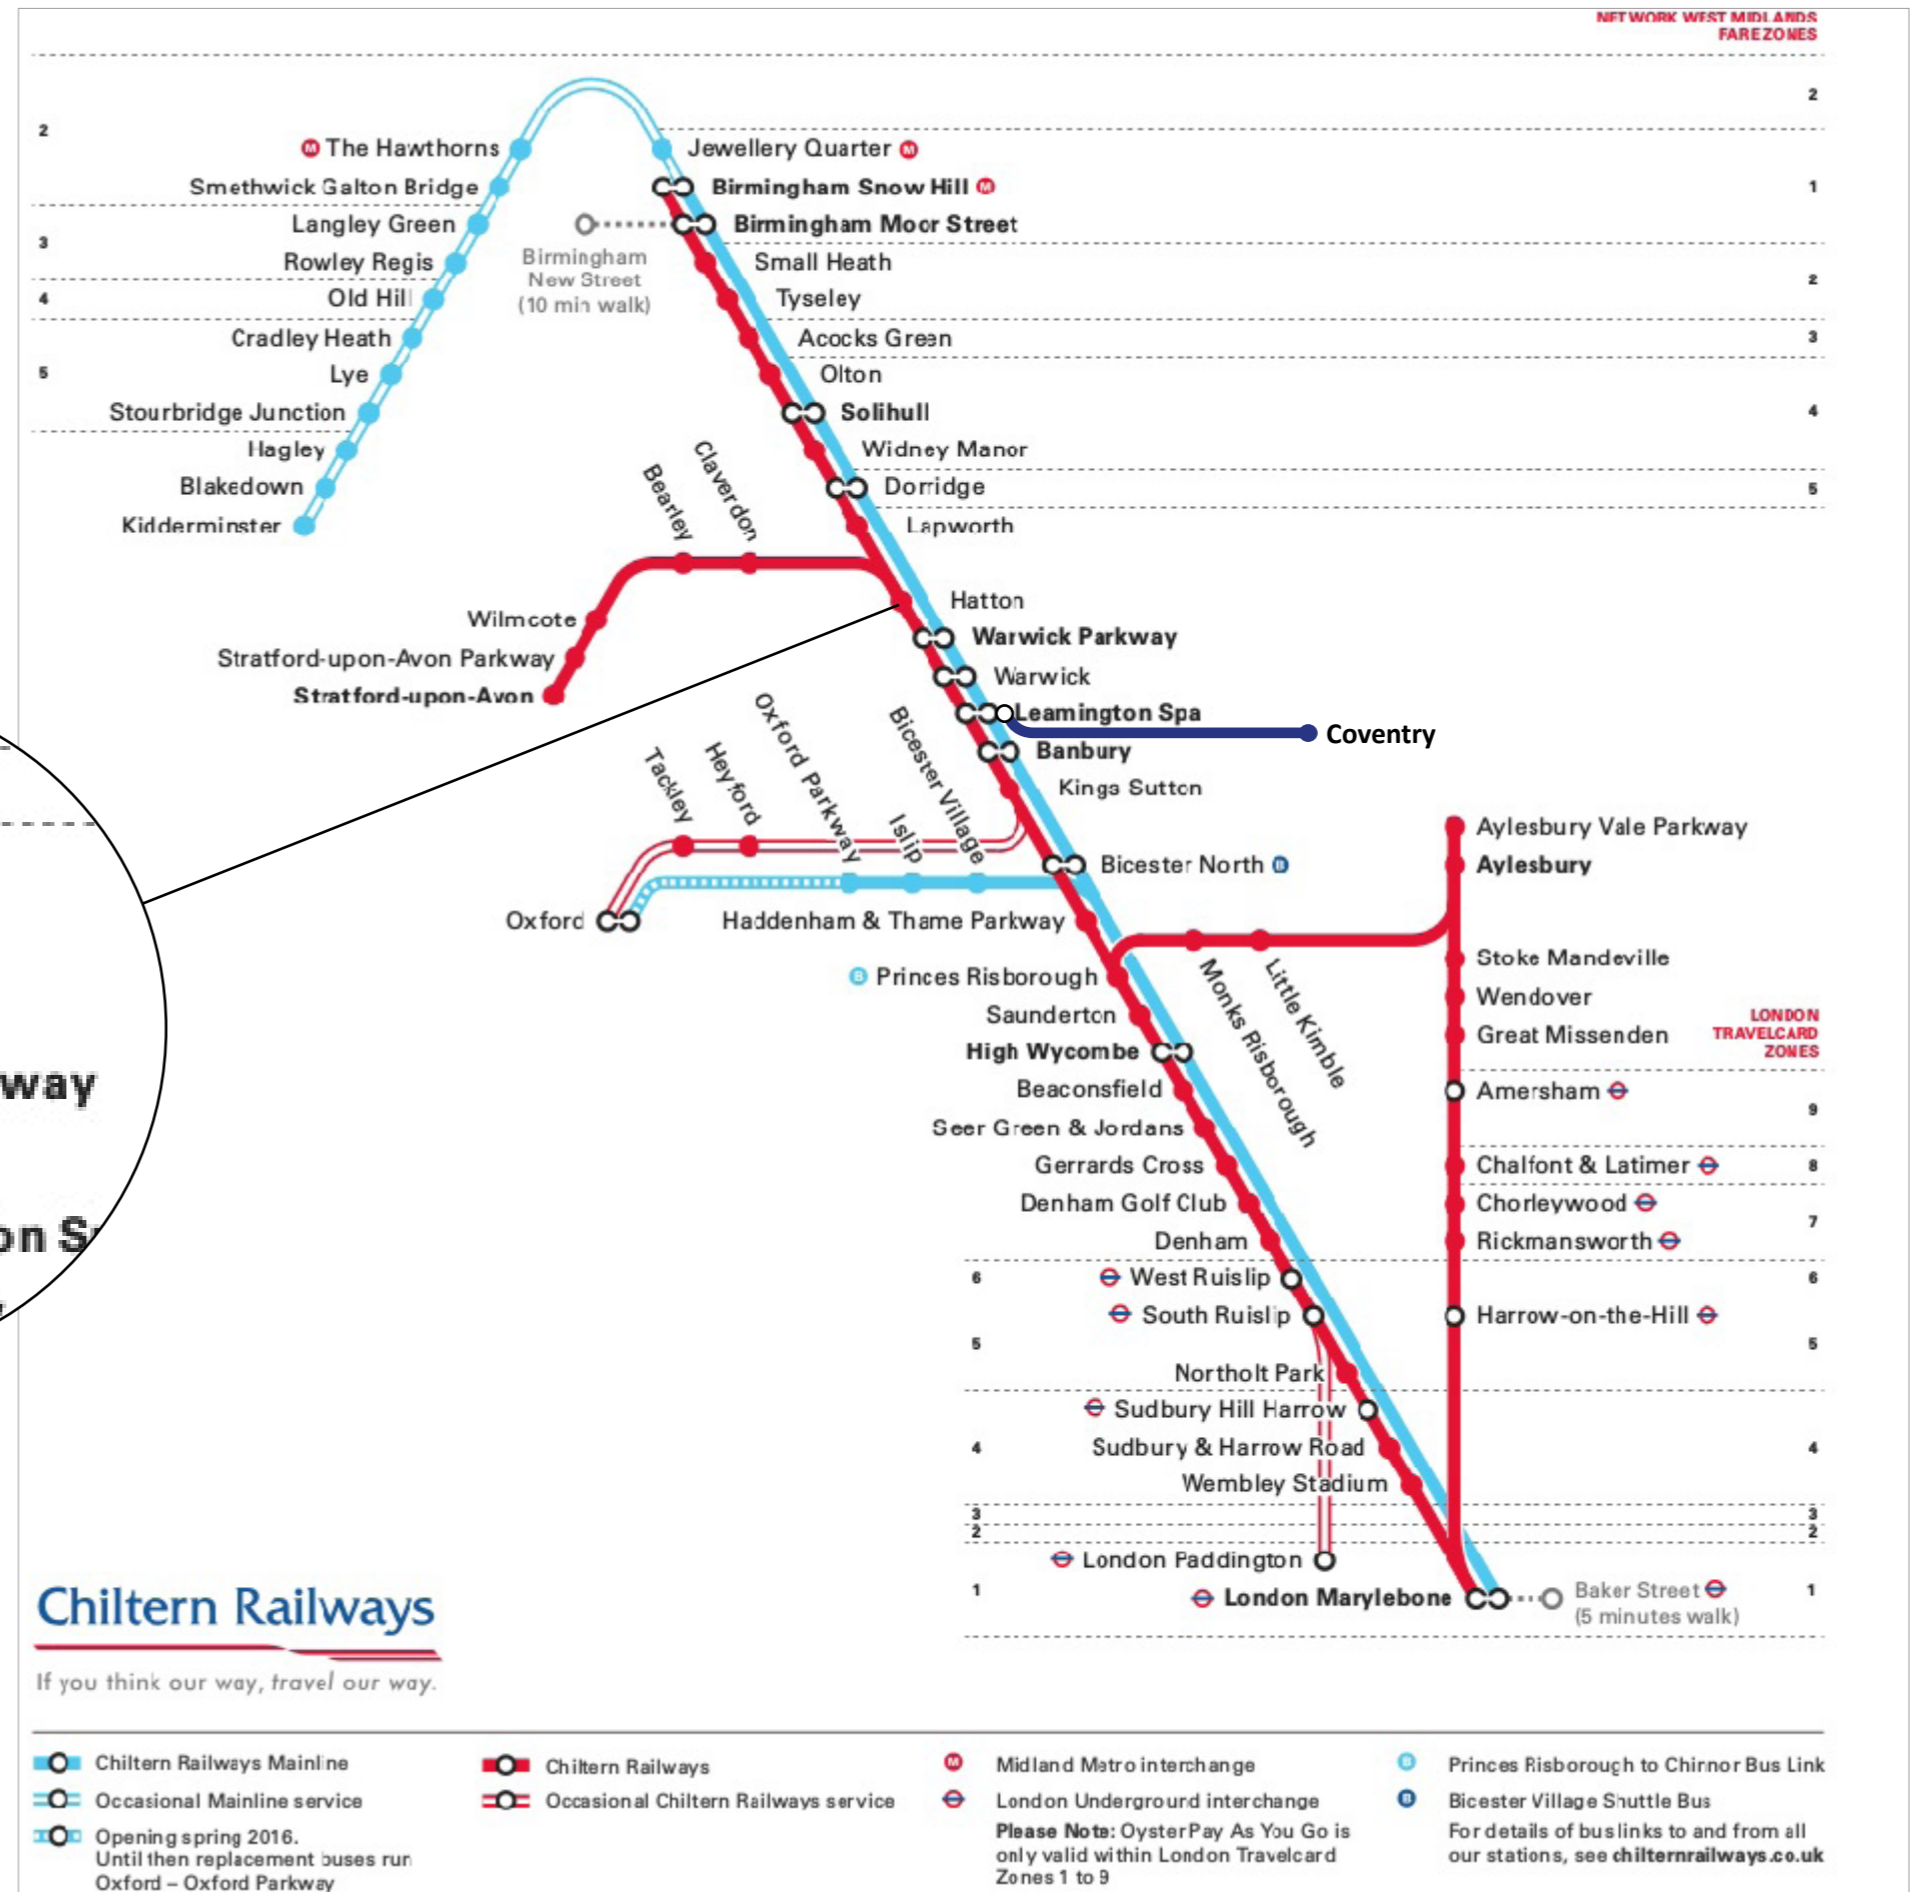 NETWORK WEST MIDLANDS
FARE ZONES
2
2
The Hawthorns
Jewellery Quarter
Smethwick Galton Bridge
Birmingham Snow Hill
1
Langley Green
Birmingham Moor Street
3
Birmingham
New Street
(10 min walk)
Rowley Regis
Small Heath
2
4
Old Hill
Tyseley
Cradley Heath
Acocks Green
3
5
Lye
Olton
Stourbridge Junction
Solihull
4
Hagley
Widney Manor
Blakedown
Dorridge
5
Kidderminster
Lapworth
Bearley
Claverdon
Hatton
Wilmcote
Warwick Parkway
Stratford-upon-Avon Parkway
Warwick
Stratford-upon-Avon
Leamington Spa
Coventry
Banbury
Kings Sutton
Tackley
Heyford
Oxford Parkway
Islip
Bicester Village
Aylesbury Vale Parkway
Bicester North
Aylesbury
Oxford
Haddenham & Thame Parkway
Stoke Mandeville
Princes Risborough
Monks Risborough
Little Kimble
Wendover
Saunderton
LONDON
TRAVELCARD
ZONES
Great Missenden
High Wycombe
way
Beaconsfield
Amersham
9
Seer Green & Jordans
Gerrards Cross
Chalfont & Latimer
8
Denham Golf Club
Chorleywood
7
on S
Denham
Rickmansworth
6
West Ruislip
6
South Ruislip
Harrow-on-the-Hill
5
5
Northolt Park
Sudbury Hill Harrow
4
Sudbury & Harrow Road
4
Wembley Stadium
3
3
2
2
London Paddington
1
London Marylebone
Baker Street
(5 minutes walk)
1
Chiltern Railways
If you think our way, travel our way.
Chiltern Railways Mainline
Occasional Mainline service
Opening spring 2016.
Until then replacement buses run
Oxford – Oxford Parkway
Chiltern Railways
Occasional Chiltern Railways service
M Midland Metro interchange
London Underground interchange
Please Note: Oyster Pay As You Go is
only valid within London Travelcard
Zones 1 to 9
B Princes Risborough to Chinnor Bus Link
B Bicester Village Shuttle Bus
For details of bus links to and from all
our stations, see chilternrailways.co.uk